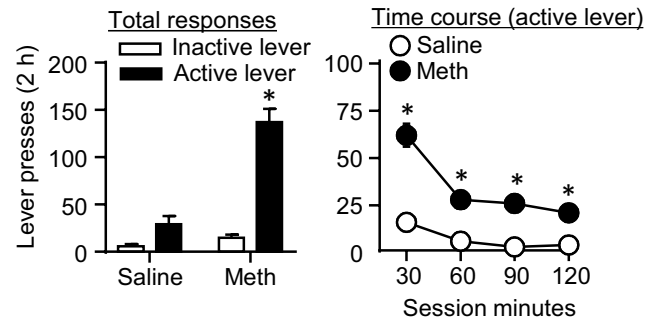 Total responses
Inactive lever
Active lever
Lever presses (2 h)
200
150
100
50
0
*
Saline
Meth
Time course (active lever)
Saline
Meth
100
75
50
25
0
*
*
*
*
30
60
90
120
Session minutes